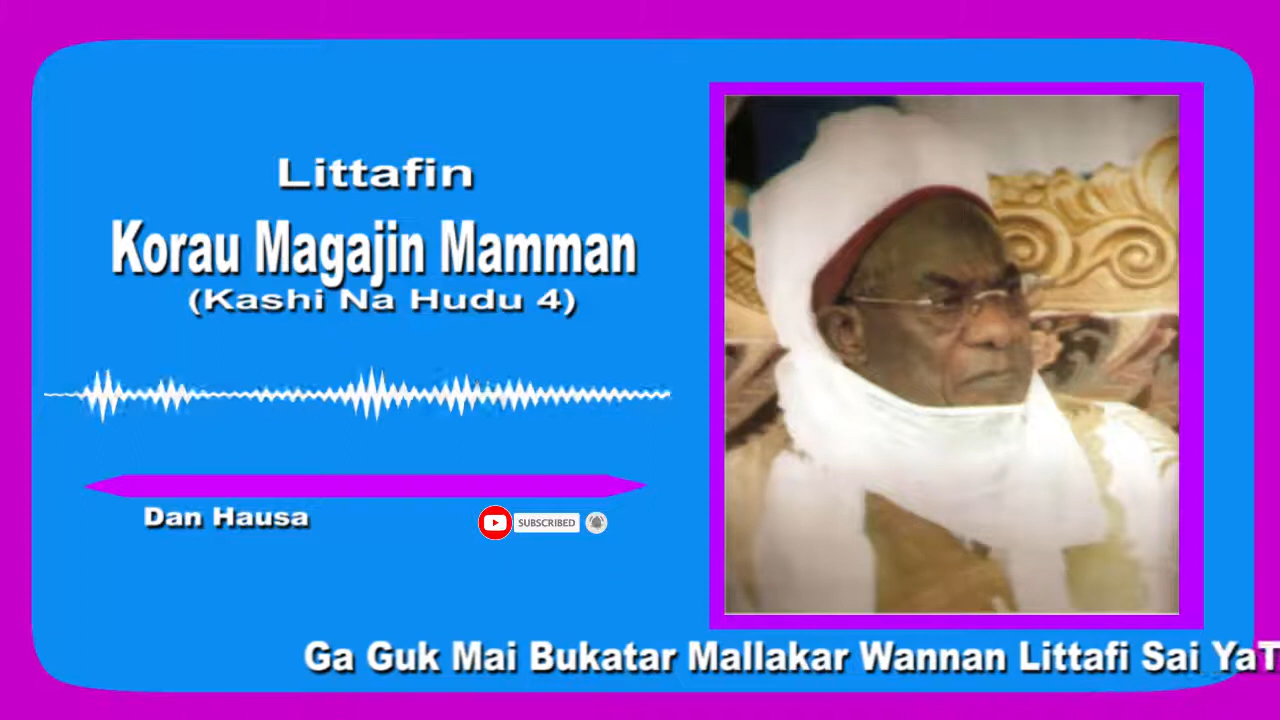 Littafin
Korau Magajin Mamman
(Kashi Na Hudu 4)
Dan Hausa
SUBSCRIBED
Ga Guk Mai Bukatar Mallakar Wannan Littafi Sai YaT